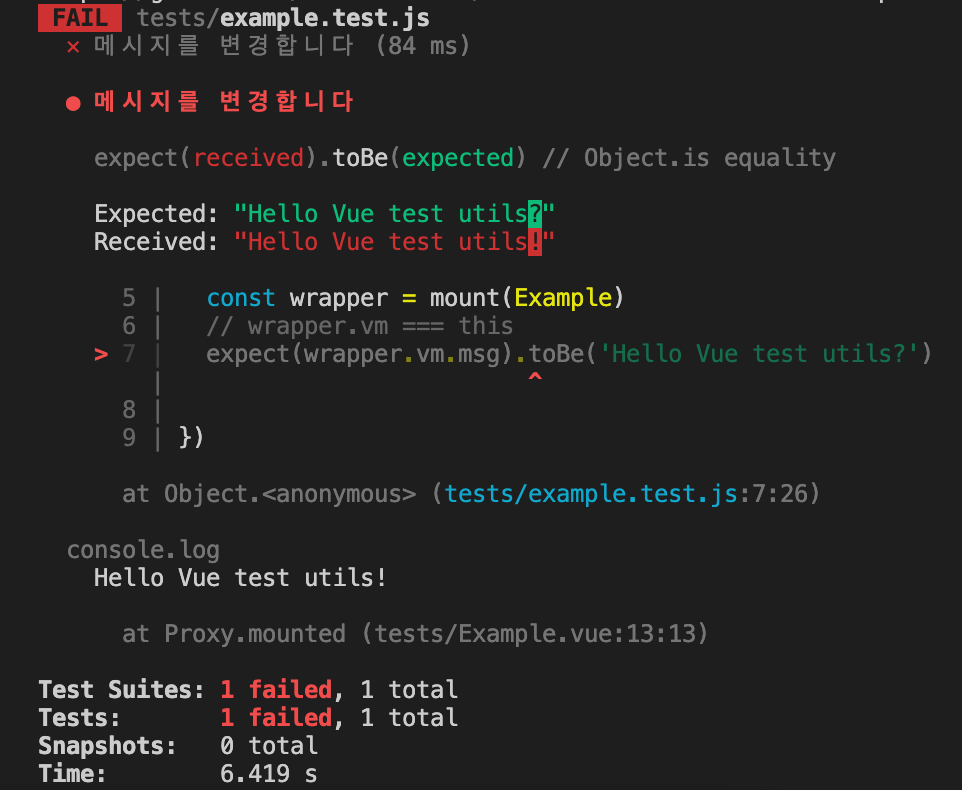 FAIL tests/example.test.js
✕ 메시지를 변경합니다 (84 ms)
● 메시지를 변경합니다
expect(received).toBe(expected) // Object.is equality
Expected: "Hello Vue test utils?"
Received: "Hello Vue test utils!"
5 | const wrapper = mount(Example)
6 | // wrapper.vm === this
> 7 | expect(wrapper.vm.msg).toBe('Hello Vue test utils?')
| ^
8 |
9 | })
at Object.<anonymous> (tests/example.test.js:7:26)
console.log
Hello Vue test utils!
at Proxy.mounted (tests/Example.vue:13:13)
Test Suites: 1 failed, 1 total
Tests: 1 failed, 1 total
Snapshots: 0 total
Time: 6.419 s